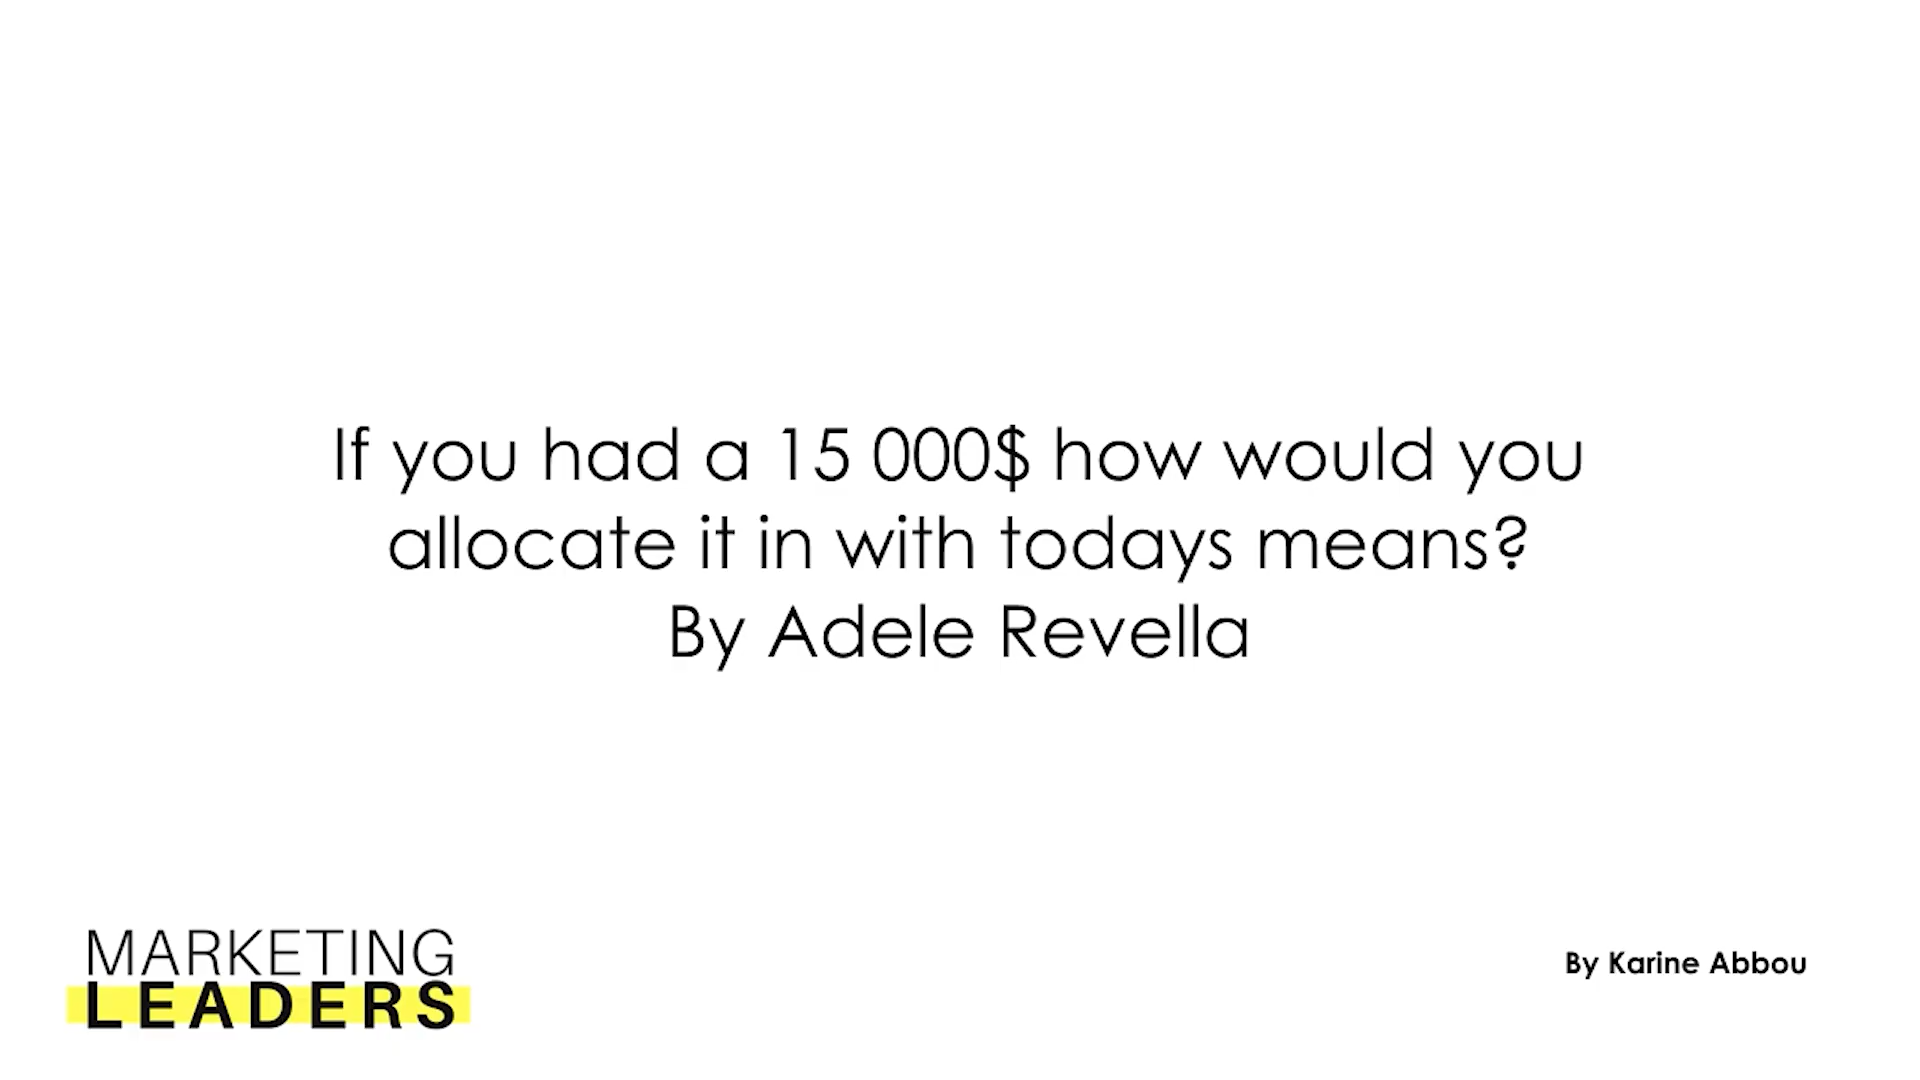 If you had a 15 000$ how would you
allocate it in with todays means?
By Adele Revella
MARKETING
LEADERS
By Karine Abbou